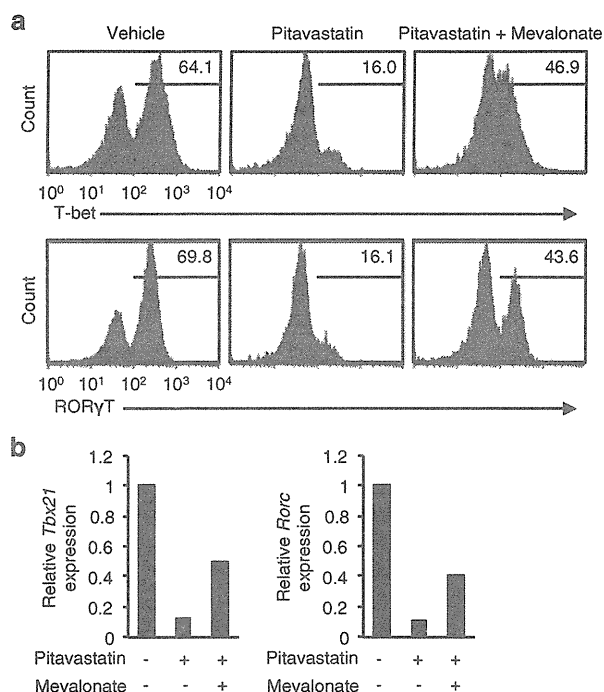 a
Vehicle Pitavastatin Pitavastatin + Mevalonate
64.1 16.0 46.9
Count
10⁰ 10¹ 10² 10³ 10⁴
T-bet
69.8 16.1 43.6
Count
10⁰ 10¹ 10² 10³ 10⁴
RORγT
b
Relative Tbx21 expression
1.2
1
0.8
0.6
0.4
0.2
0
Relative Rorc expression
1.2
1
0.8
0.6
0.4
0.2
0
Pitavastatin - + +
Mevalonate - - +
Pitavastatin - + +
Mevalonate - - +